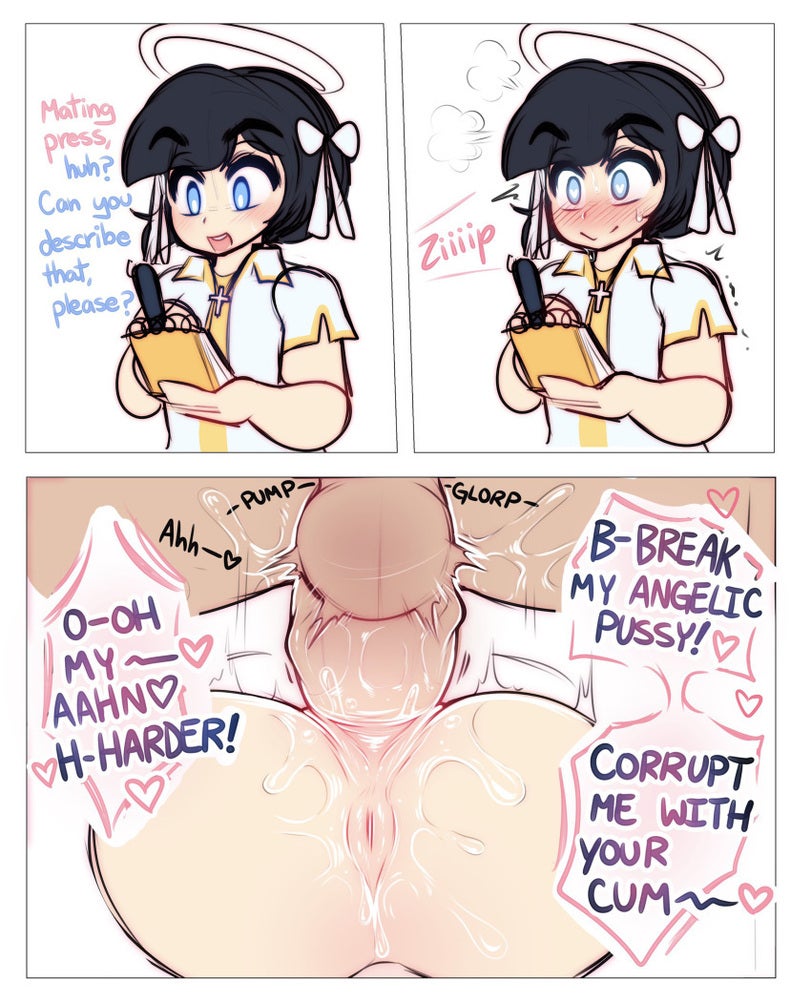 Mating
press,
huh?
Can you
describe
that,
please?
Ziiiip
-PUMP-
-GLORP-
Ahh~♥
O-OH
MY~
AAHN♡
H-HARDER!
B-BREAK
MY ANGELIC
PUSSY!
CORRUPT
ME WITH
YOUR
CUM~